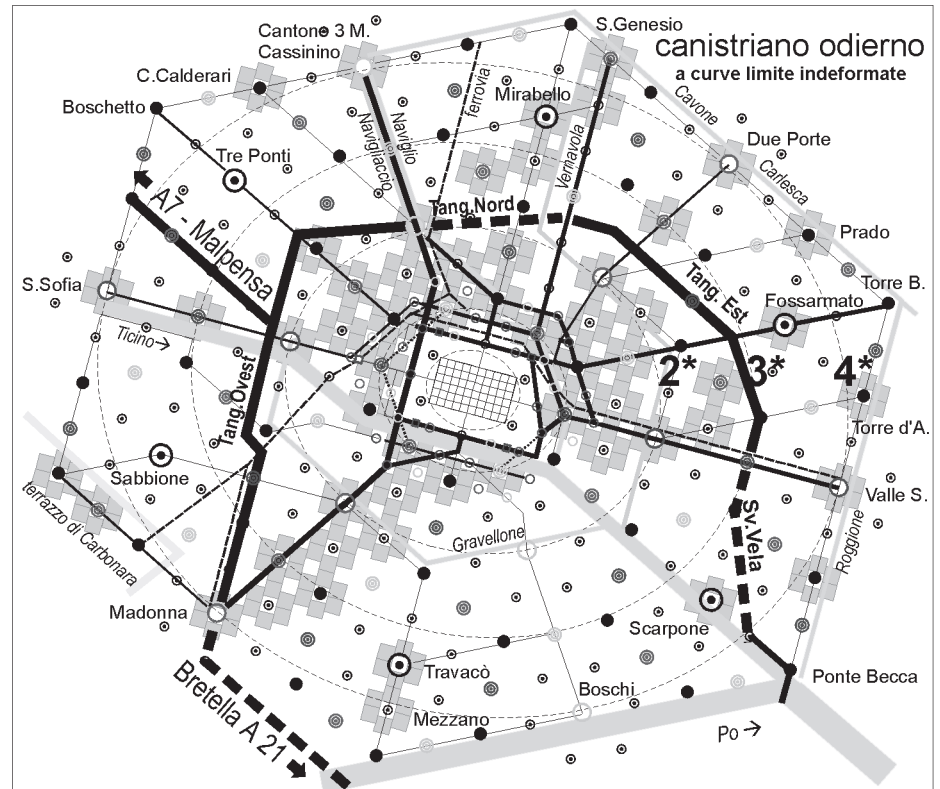 Cantone 3 M.
Cassinino
S.Genesio
canistriano odierno
a curve limite indeformate
C.Calderari
ferrovia
Mirabello
Cavone
Boschetto
Naviglio
Navigliaccio
Vernavola
Due Porte
Tre Ponti
Carlesca
A7 - Malpensa
Tang.Nord
Prado
S.Sofia
Tang. Est
Torre B.
Fossarmato
Ticino→
2*
3*
4*
Tang.Ovest
Torre d'A.
Sabbione
Valle S.
terrazzo di Carbonara
Sv.Vela
Gravellone
Roggione
Madonna
Scarpone
Travacò
Ponte Becca
Boschi
Bretella A 21
Mezzano
Po→